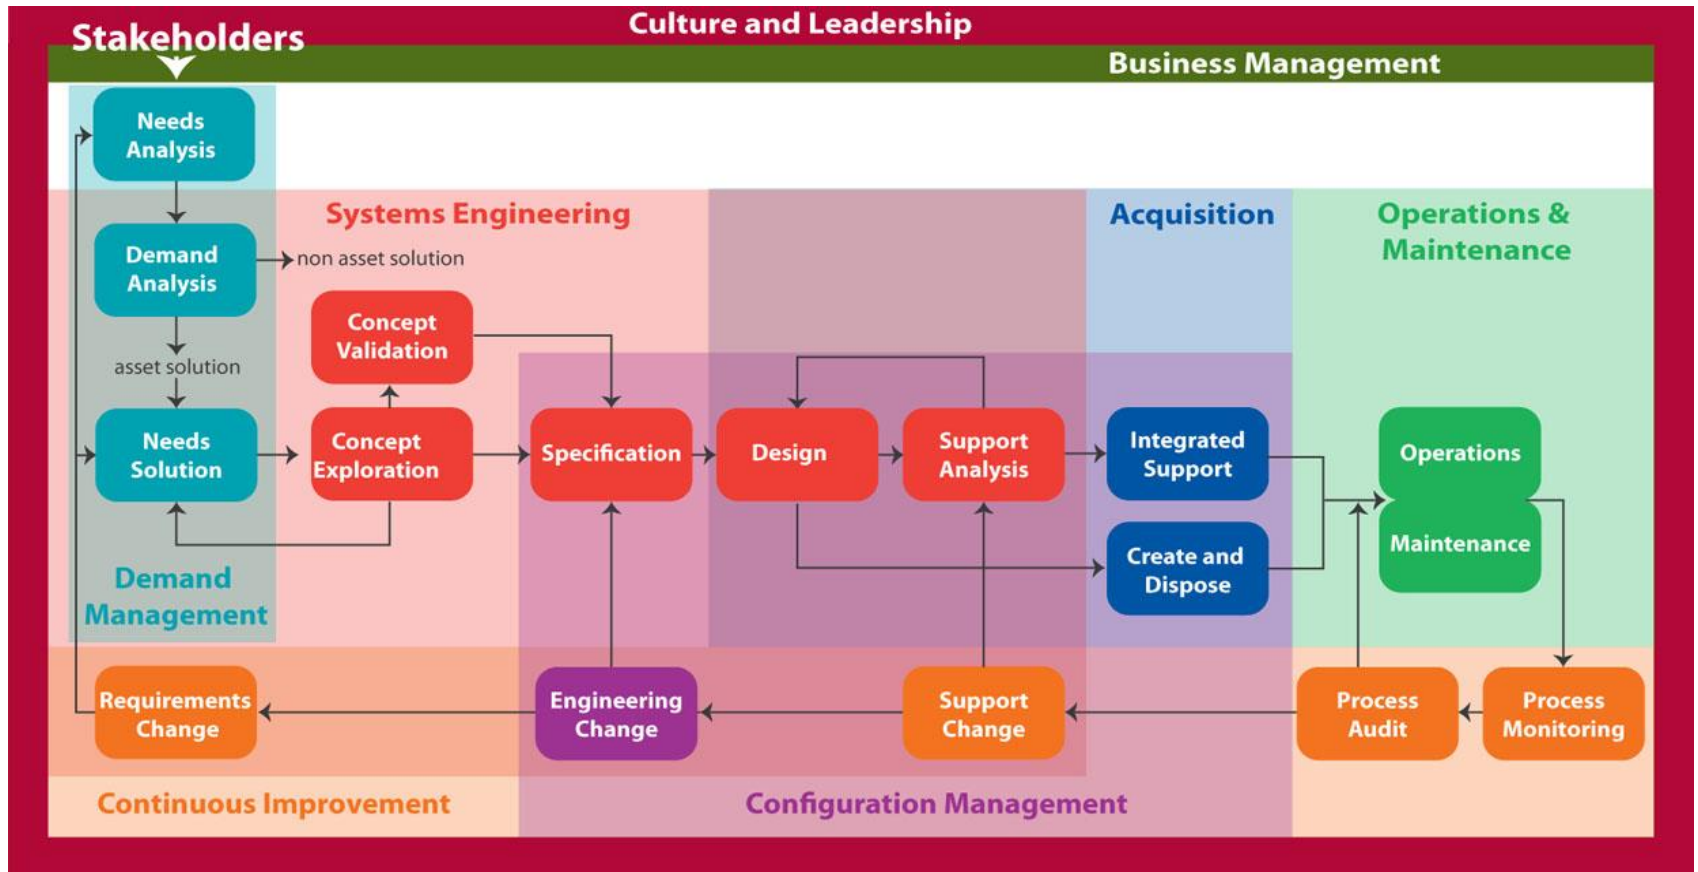 Culture and Leadership
Stakeholders
Business Management
Needs
Analysis
Systems Engineering
Acquisition
Operations &
Maintenance
Demand
Analysis
non asset solution
Concept
Validation
asset solution
Needs
Solution
Concept
Exploration
Specification
Design
Support
Analysis
Integrated
Support
Operations
Maintenance
Create and
Dispose
Demand
Management
Requirements
Change
Engineering
Change
Support
Change
Process
Audit
Process
Monitoring
Continuous Improvement
Configuration Management